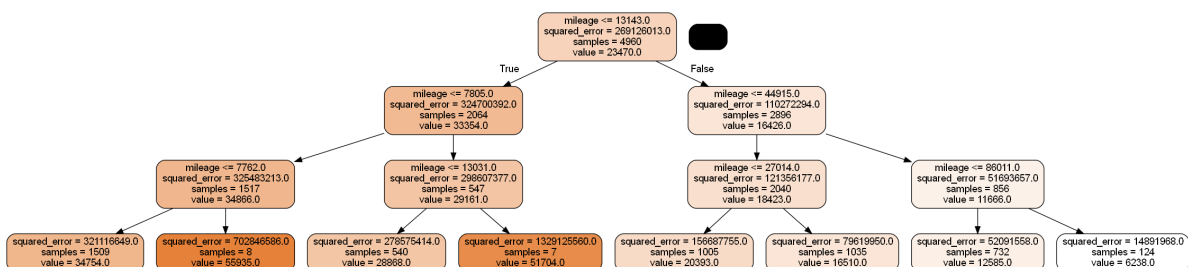 mileage <= 13143.0
squared_error = 269126013.0
samples = 4960
value = 23470.0
True
False
mileage <= 7805.0
squared_error = 324700392.0
samples = 2064
value = 33354.0
mileage <= 44915.0
squared_error = 110272294.0
samples = 2896
value = 16426.0
mileage <= 7762.0
squared_error = 325483213.0
samples = 1517
value = 34866.0
mileage <= 13031.0
squared_error = 298607377.0
samples = 547
value = 29161.0
mileage <= 27014.0
squared_error = 121356177.0
samples = 2040
value = 18423.0
mileage <= 86011.0
squared_error = 51693657.0
samples = 856
value = 11666.0
squared_error = 321116649.0
samples = 1509
value = 34754.0
squared_error = 702846586.0
samples = 8
value = 55935.0
squared_error = 278575414.0
samples = 540
value = 28868.0
squared_error = 1329125560.0
samples = 7
value = 51704.0
squared_error = 156687755.0
samples = 1005
value = 20393.0
squared_error = 79619950.0
samples = 1035
value = 16510.0
squared_error = 52091558.0
samples = 732
value = 12585.0
squared_error = 14891968.0
samples = 124
value = 6238.0